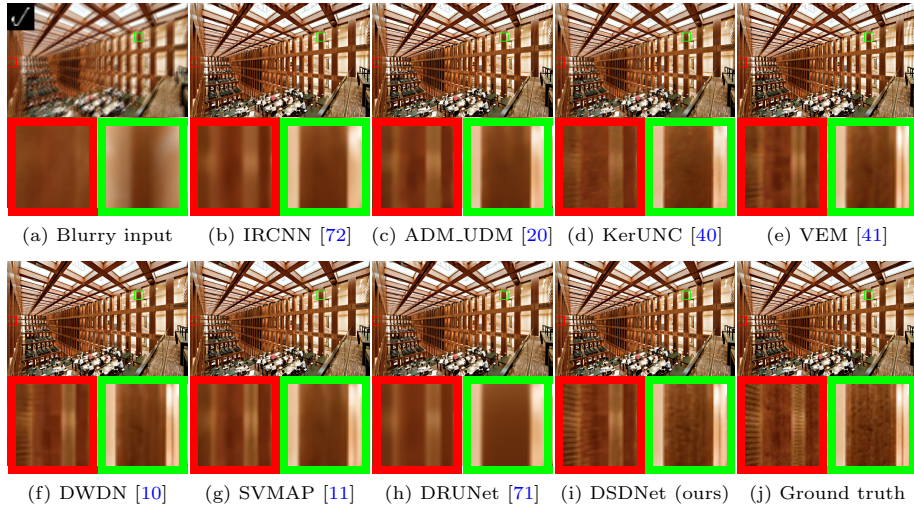 (a) Blurry input (b) IRCNN [72] (c) ADM_UDM [20] (d) KerUNC [40] (e) VEM [41]
(f) DWDN [10] (g) SVMAP [11] (h) DRUNet [71] (i) DSDNet (ours) (j) Ground truth